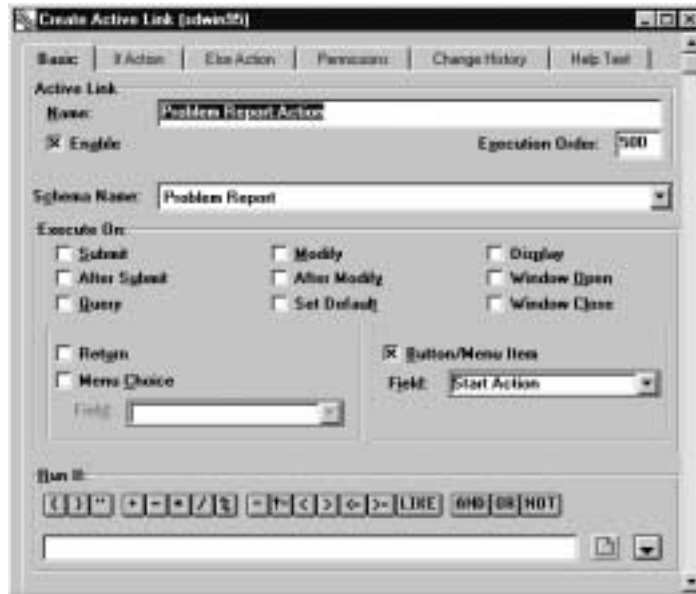 Create Active Link (sdwin95)
Basic If Action Else Action Permissions Change History Help Text
Active Link
Name: Problem Report Action
Enable Execution Order: 500
Schema Name: Problem Report
Execute On:
Submit Modify Display
After Submit After Modify Window Open
Query Set Default Window Close
Return Button/Menu Item
Menu Choice Field: Start Action
Field:
Run If:
( ) " + - * / % = != < > <= >= LIKE AND OR NOT